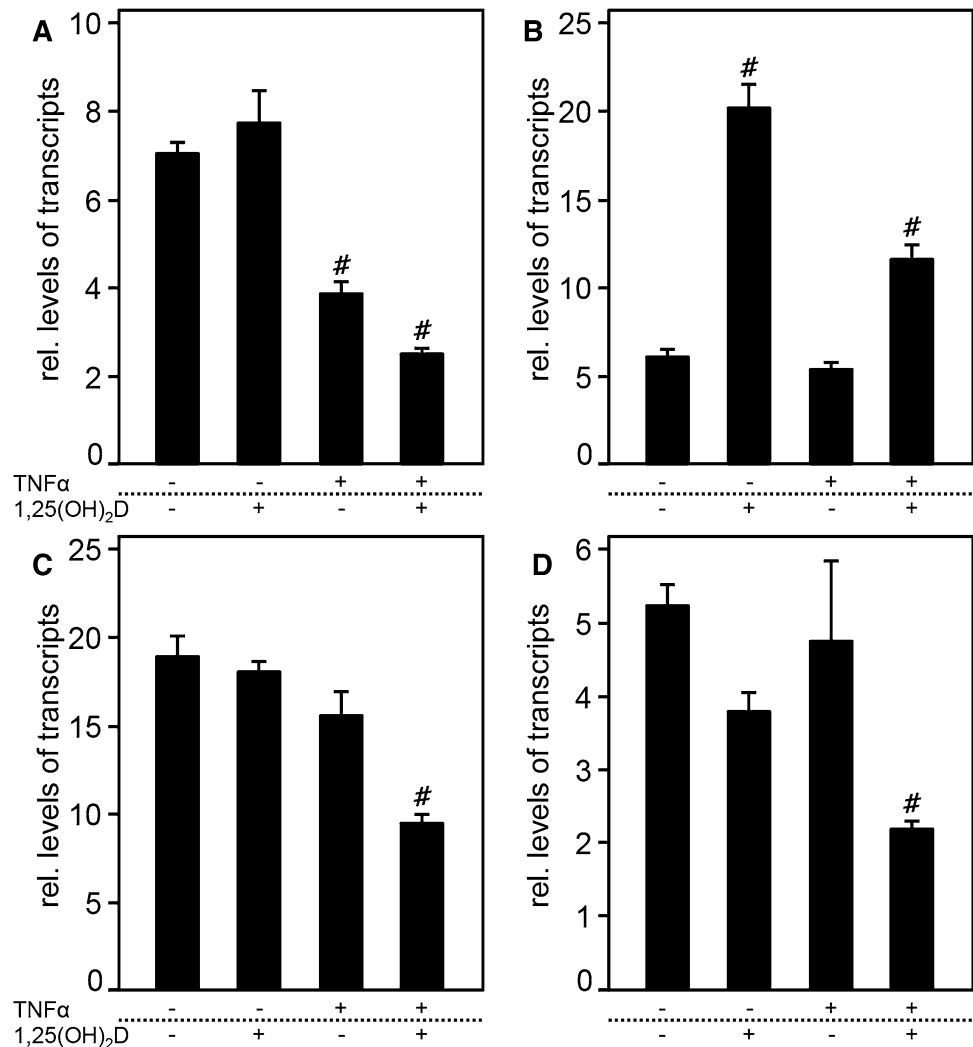 A
rel. levels of transcripts
10
8
6
4
2
0
#
#
TNFα - - + +
1,25(OH)₂D - + - +
B
rel. levels of transcripts
25
20
15
10
5
0
#
#
- - + +
- + - +
C
rel. levels of transcripts
25
20
15
10
5
0
#
TNFα - - + +
1,25(OH)₂D - + - +
D
rel. levels of transcripts
6
5
4
3
2
1
0
#
- - + +
- + - +